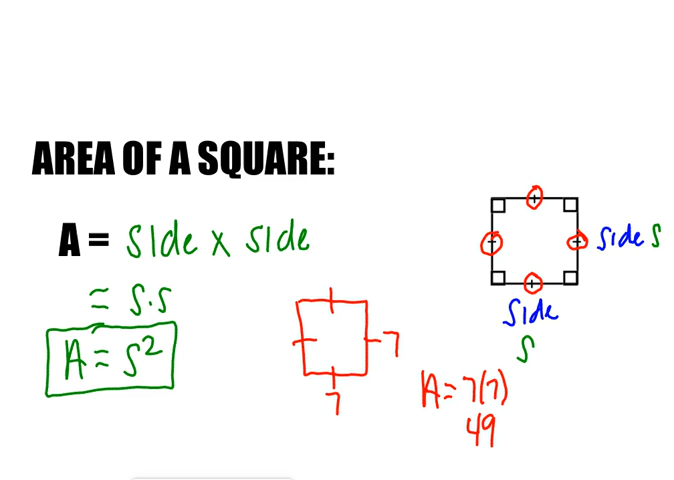 AREA OF A SQUARE:
A = side x side
= s.s
A = s²
7
7
A = 7(7)
49
side s
side
s